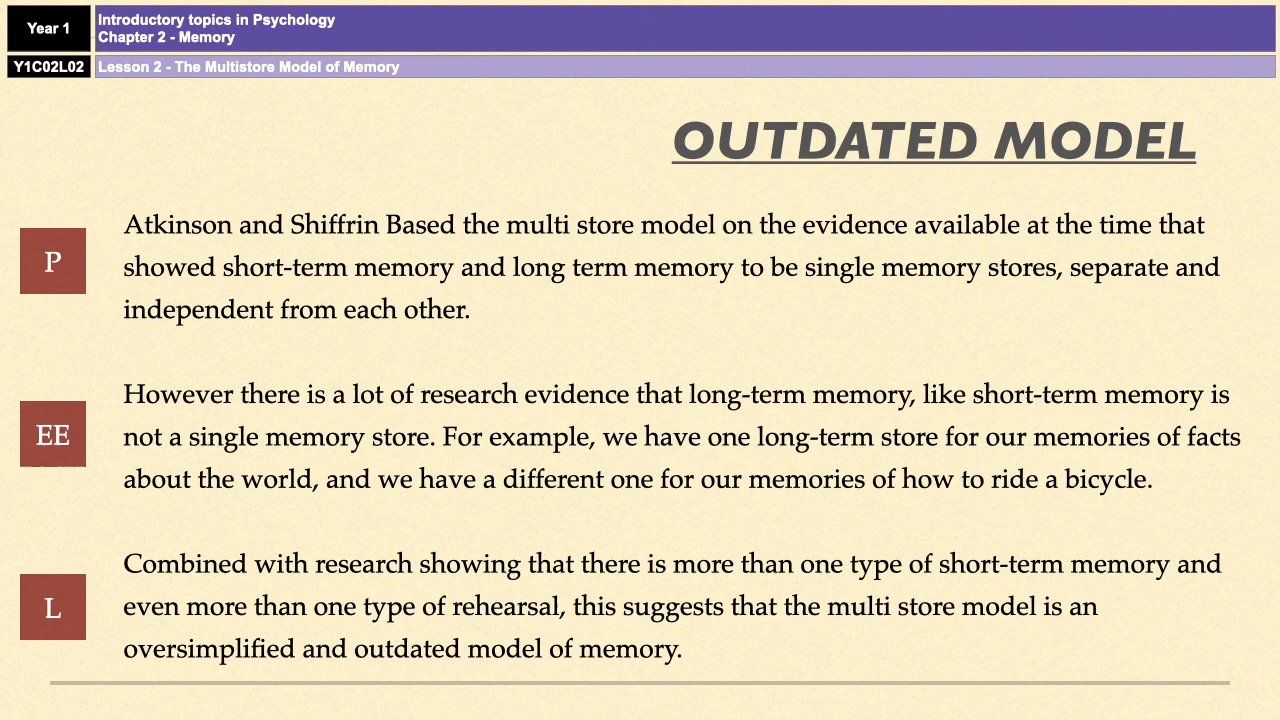 Year 1
Introductory topics in Psychology
Chapter 2 - Memory
Y1C02L02
Lesson 2 - The Multistore Model of Memory
OUTDATED MODEL
P
Atkinson and Shiffrin Based the multi store model on the evidence available at the time that
showed short-term memory and long term memory to be single memory stores, separate and
independent from each other.
EE
However there is a lot of research evidence that long-term memory, like short-term memory is
not a single memory store. For example, we have one long-term store for our memories of facts
about the world, and we have a different one for our memories of how to ride a bicycle.
L
Combined with research showing that there is more than one type of short-term memory and
even more than one type of rehearsal, this suggests that the multi store model is an
oversimplified and outdated model of memory.